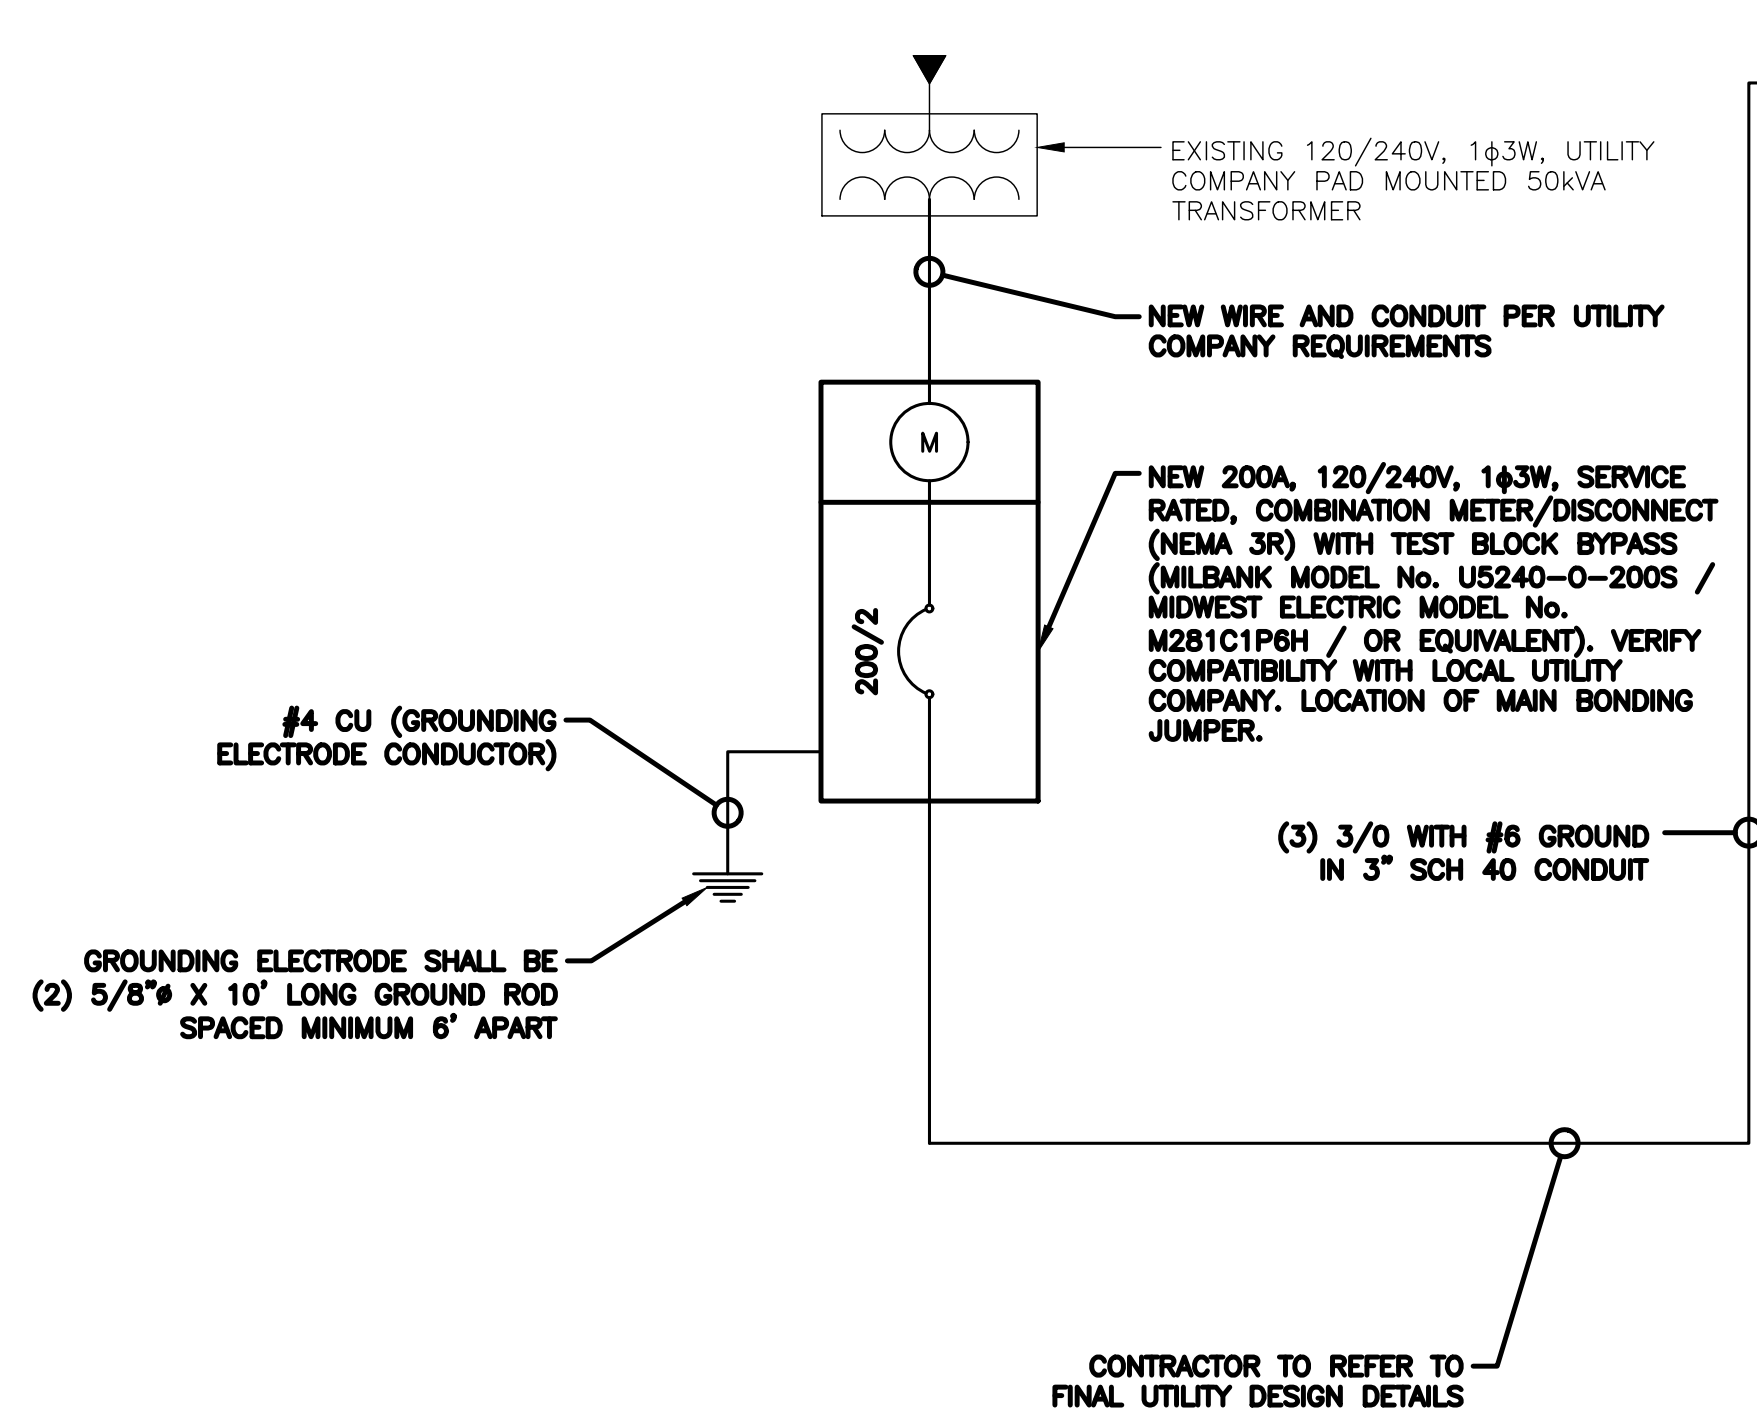 EXISTING 120/240V, 1ϕ3W, UTILITY
COMPANY PAD MOUNTED 50kVA
TRANSFORMER
NEW WIRE AND CONDUIT PER UTILITY
COMPANY REQUIREMENTS
M
NEW 200A, 120/240V, 1ϕ3W, SERVICE
RATED, COMBINATION METER/DISCONNECT
(NEMA 3R) WITH TEST BLOCK BYPASS
(MILBANK MODEL No. U5240-O-200S /
MIDWEST ELECTRIC MODEL No.
M281C1P6H / OR EQUIVALENT). VERIFY
COMPATIBILITY WITH LOCAL UTILITY
COMPANY. LOCATION OF MAIN BONDING
JUMPER.
200/2
#4 CU (GROUNDING
ELECTRODE CONDUCTOR)
(3) 3/0 WITH #6 GROUND
IN 3" SCH 40 CONDUIT
GROUNDING ELECTRODE SHALL BE
(2) 5/8"ø X 10' LONG GROUND ROD
SPACED MINIMUM 6' APART
CONTRACTOR TO REFER TO
FINAL UTILITY DESIGN DETAILS